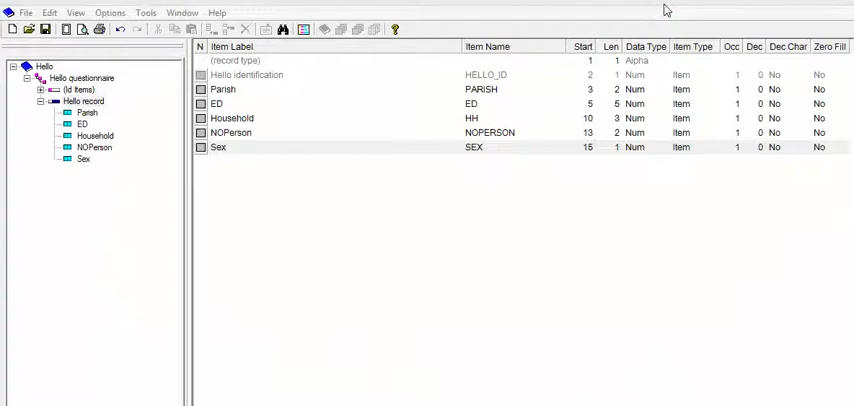 File Edit View Options Tools Window Help
Hello
Hello questionnaire
(Id Items)
Hello record
Parish
ED
Household
NOPerson
Sex
N Item Label Item Name Start Len Data Type Item Type Occ Dec Dec Char Zero Fill
(record type) 1 1 Alpha
Hello identification HELLO_ID 2 1 Num Item 1 0 No No
Parish PARISH 3 2 Num Item 1 0 No No
ED ED 5 5 Num Item 1 0 No No
Household HH 10 3 Num Item 1 0 No No
NOPerson NOPERSON 13 2 Num Item 1 0 No No
Sex SEX 15 1 Num Item 1 0 No No